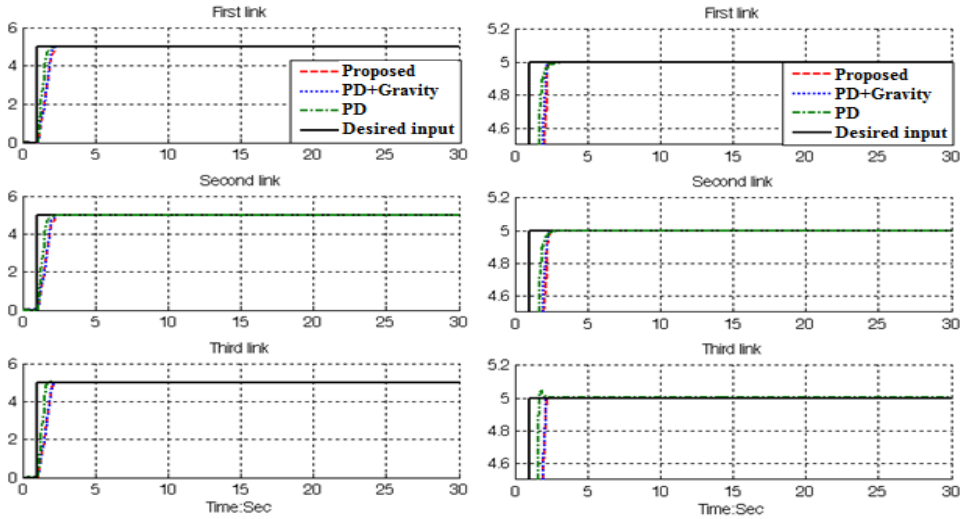 First link
6
4
2
0
0 5 10 15 20 25 30
Proposed
PD+Gravity
PD
Desired input
Second link
6
4
2
0
0 5 10 15 20 25 30
Third link
6
4
2
0
0 5 10 15 20 25 30
Time:Sec
First link
5.2
5
4.8
4.6
0 5 10 15 20 25 30
Proposed
PD+Gravity
PD
Desired input
Second link
5.2
5
4.8
4.6
0 5 10 15 20 25 30
Third link
5.2
5
4.8
4.6
0 5 10 15 20 25 30
Time:Sec